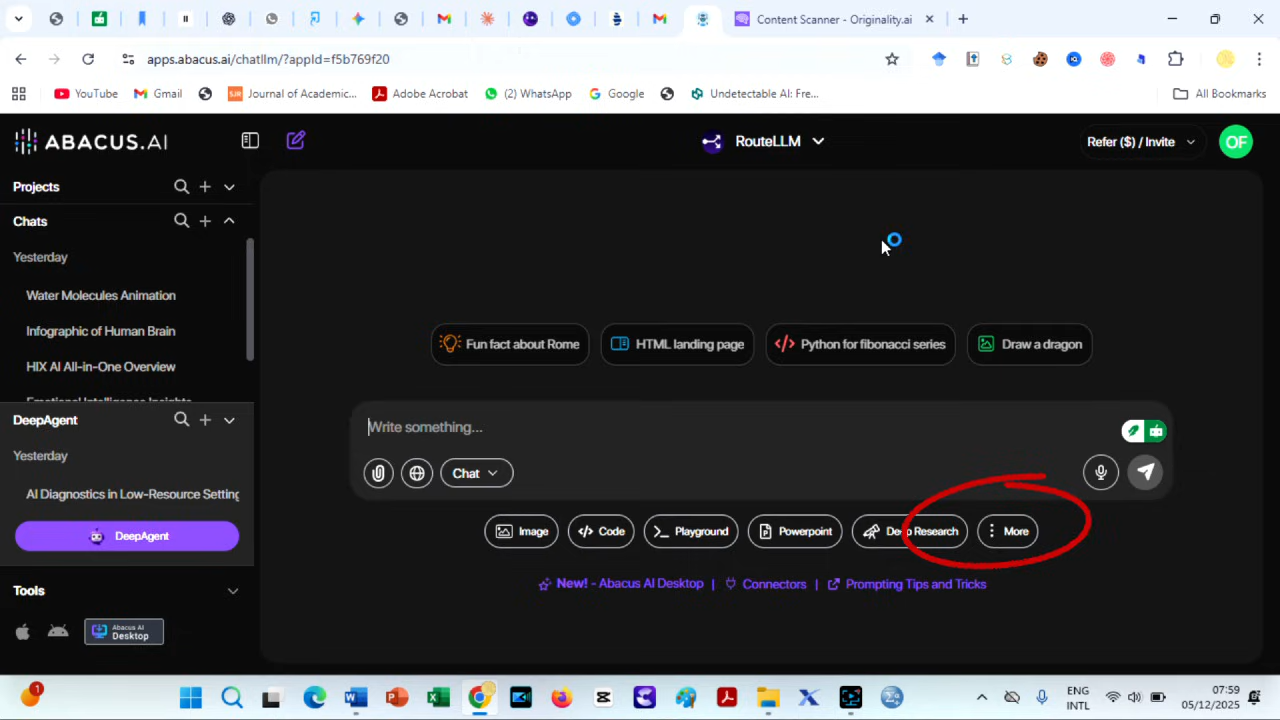 Content Scanner - Originality.ai
apps.abacus.ai/chatllm/?appId=f5b769f20
YouTube
Gmail
SJR
Journal of Academic...
Adobe Acrobat
(2) WhatsApp
Google
Undetectable AI: Fre...
All Bookmarks
ABACUS.AI
RouteLLM
Refer ($) / Invite
OF
Projects
Chats
Yesterday
Water Molecules Animation
Infographic of Human Brain
HIX AI All-in-One Overview
Emotional Intelligence Insights
DeepAgent
Yesterday
AI Diagnostics in Low-Resource Setting
DeepAgent
Tools
Abacus AI
Desktop
Fun fact about Rome
HTML landing page
Python for fibonacci series
Draw a dragon
Write something...
Chat
Image
Code
Playground
Powerpoint
Deep Research
More
New! - Abacus AI Desktop | Connectors | Prompting Tips and Tricks
1
ENG
INTL
07:59
05/12/2025